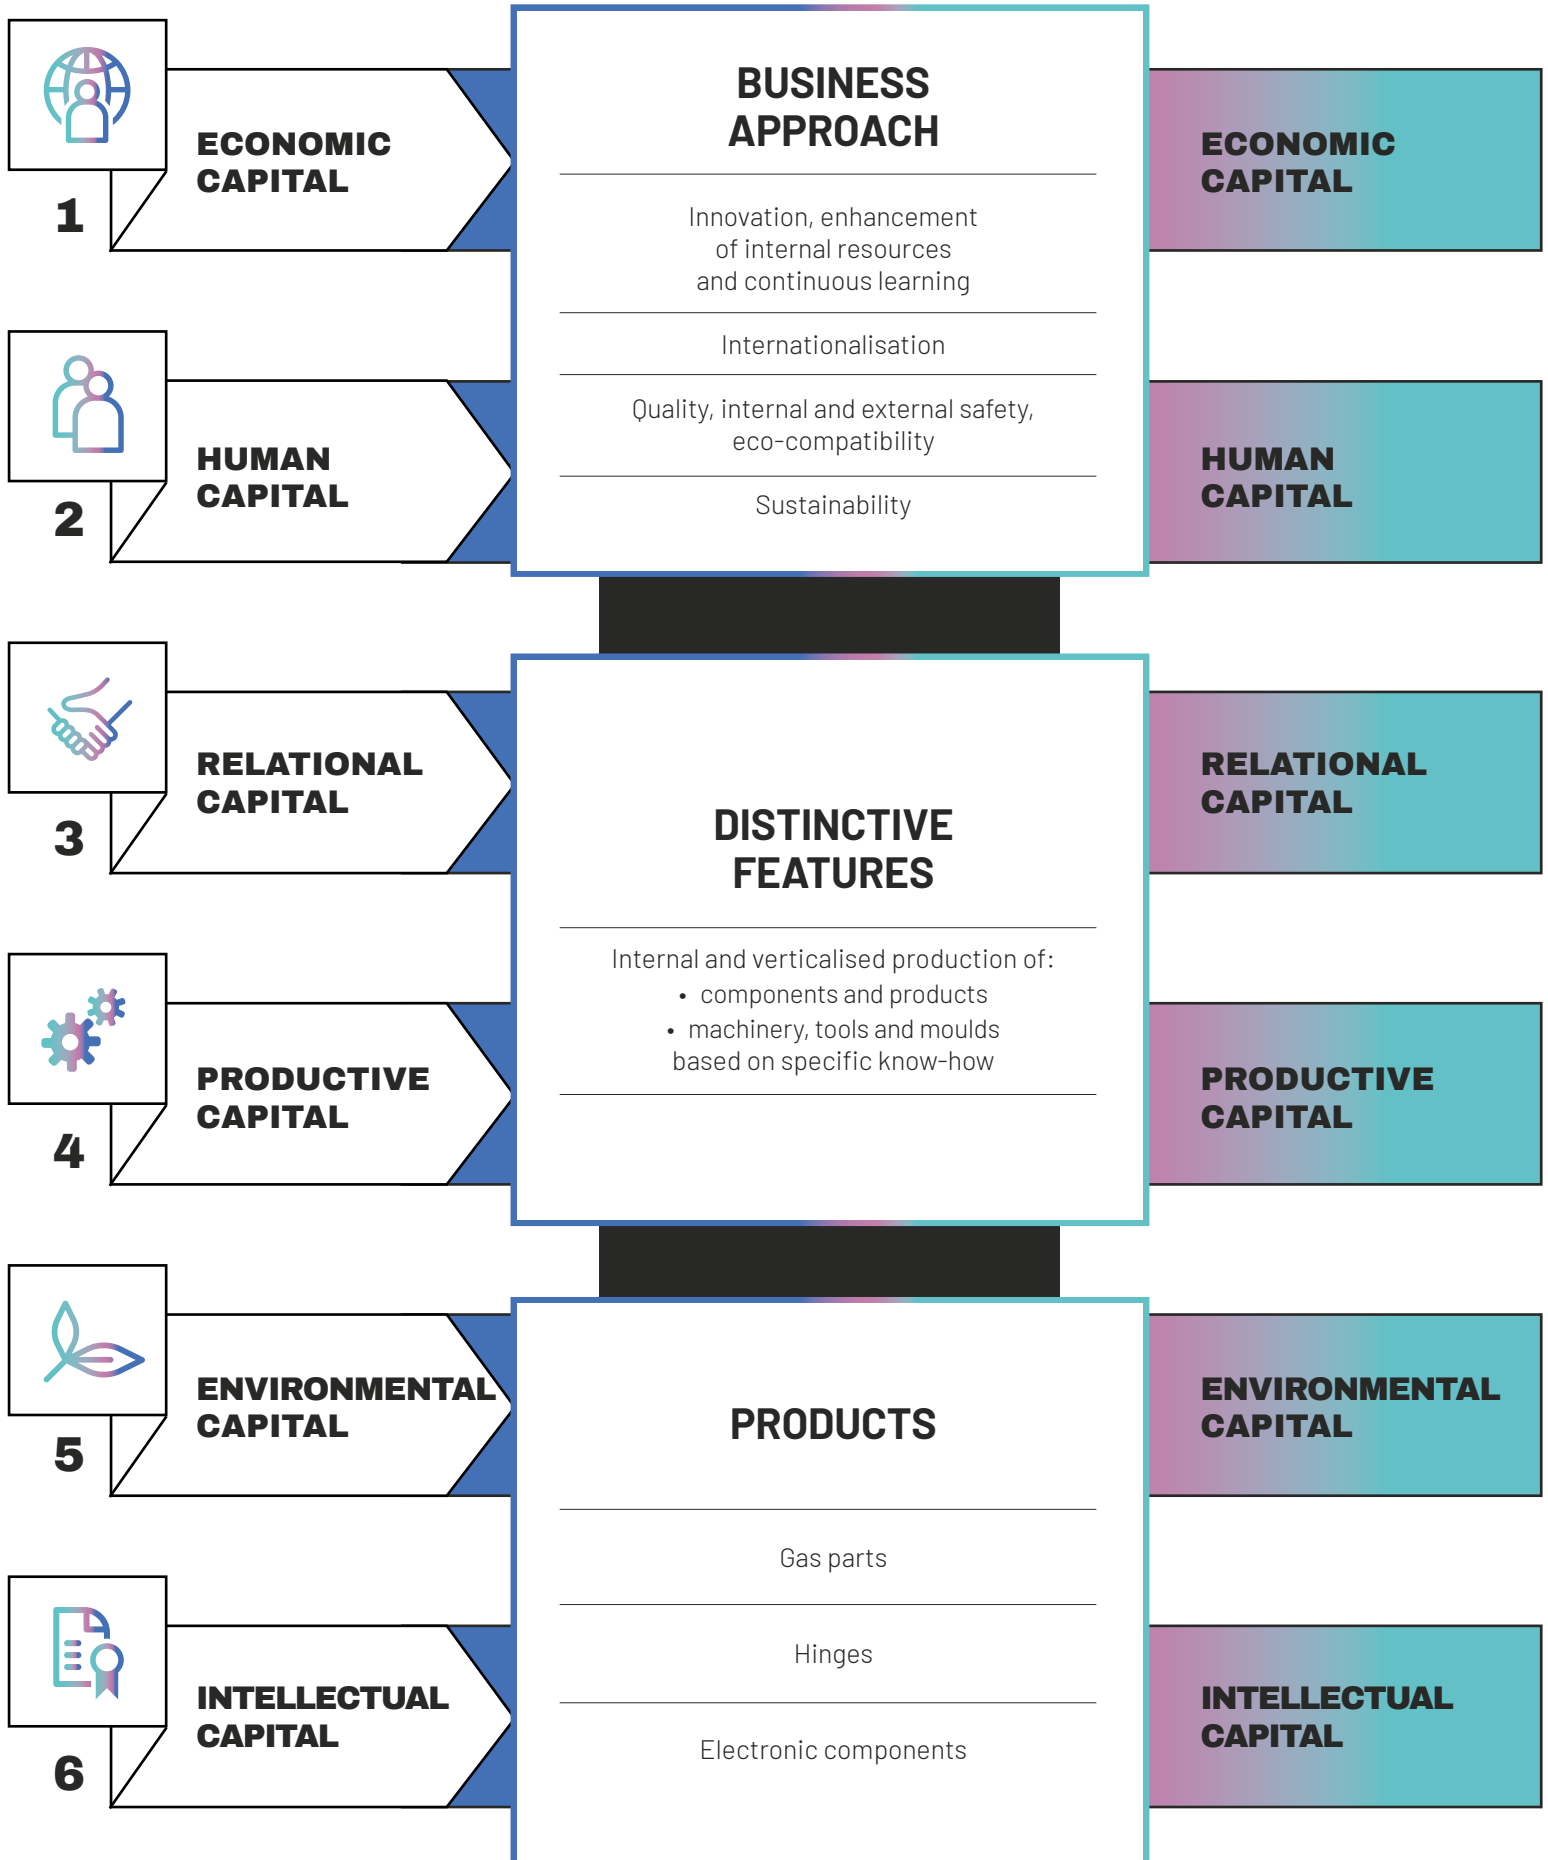 1
ECONOMIC
CAPITAL
2
HUMAN
CAPITAL
3
RELATIONAL
CAPITAL
4
PRODUCTIVE
CAPITAL
5
ENVIRONMENTAL
CAPITAL
6
INTELLECTUAL
CAPITAL
BUSINESS
APPROACH
Innovation, enhancement
of internal resources
and continuous learning
Internationalisation
Quality, internal and external safety,
eco-compatibility
Sustainability
DISTINCTIVE
FEATURES
Internal and verticalised production of:
• components and products
• machinery, tools and moulds
based on specific know-how
PRODUCTS
Gas parts
Hinges
Electronic components
ECONOMIC
CAPITAL
HUMAN
CAPITAL
RELATIONAL
CAPITAL
PRODUCTIVE
CAPITAL
ENVIRONMENTAL
CAPITAL
INTELLECTUAL
CAPITAL